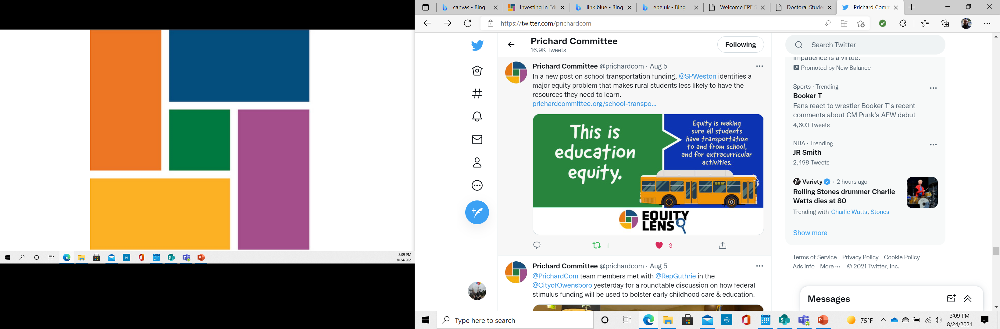 3:09 PM
8/24/2021
canvas - Bing
Investing in Ed
link blue - Bing
epe uk - Bing
Welcome EPE S
Doctoral Stude
Prichard Com
https://twitter.com/prichardcom
Prichard Committee
16.9K Tweets
Following
Prichard Committee @prichardcom · Aug 5
In a new post on school transportation funding, @SPWeston identifies a
major equity problem that makes rural students less likely to have the
resources they need to learn.
prichardcommittee.org/school-transpo...
This is
education
equity.
Equity is making
sure all students
have transportation
to and from school,
and for extracurricular
activities.
32
EQUITY
LENS
1
3
Prichard Committee @prichardcom · Aug 5
@PrichardCom team members met with @RepGuthrie in the
@CityofOwensboro yesterday for a roundtable discussion on how federal
stimulus funding will be used to bolster early childhood care & education.
Search Twitter
Impatience is a virtue.
Promoted by New Balance
Sports · Trending
Booker T
Fans react to wrestler Booker T's recent
comments about CM Punk's AEW debut
4,603 Tweets
NBA · Trending
JR Smith
2,498 Tweets
Variety · 2 hours ago
Rolling Stones drummer Charlie
Watts dies at 80
Trending with Charlie Watts, Stones
Show more
Terms of Service Privacy Policy Cookie Policy
Ads info More ··· © 2021 Twitter, Inc.
Messages
Type here to search
75°F
3:09 PM
8/24/2021